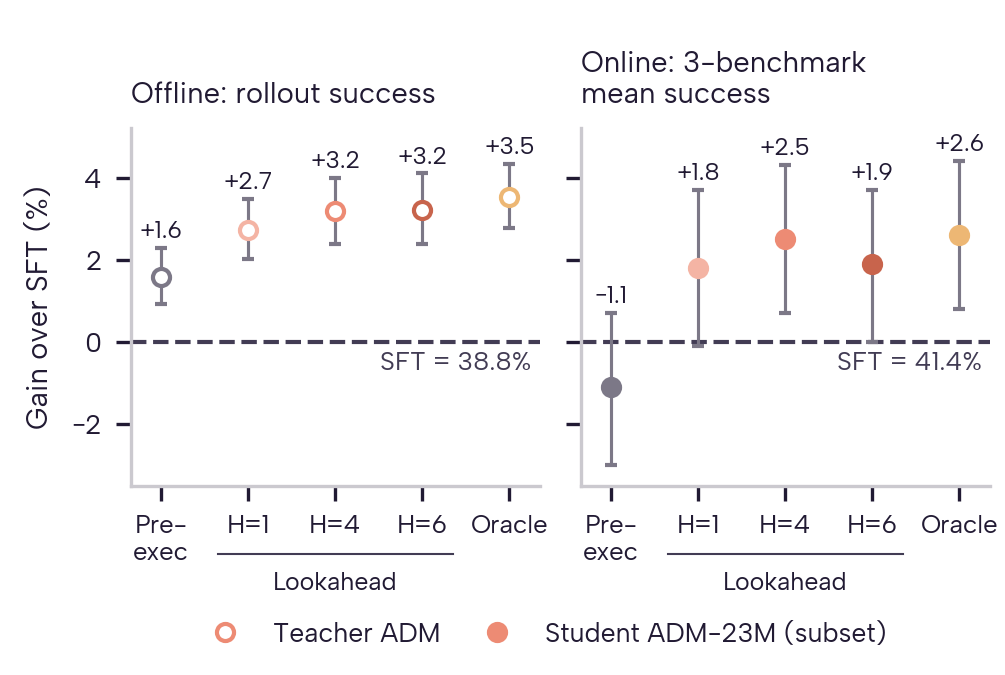 Offline: rollout success
Online: 3-benchmark
mean success
Gain over SFT (%)
4
2
0
−2
+1.6
+2.7
+3.2
+3.2
+3.5
SFT = 38.8%
−1.1
+1.8
+2.5
+1.9
+2.6
SFT = 41.4%
Pre-
exec
H=1
H=4
H=6
Oracle
Lookahead
Pre-
exec
H=1
H=4
H=6
Oracle
Lookahead
Teacher ADM
Student ADM-23M (subset)